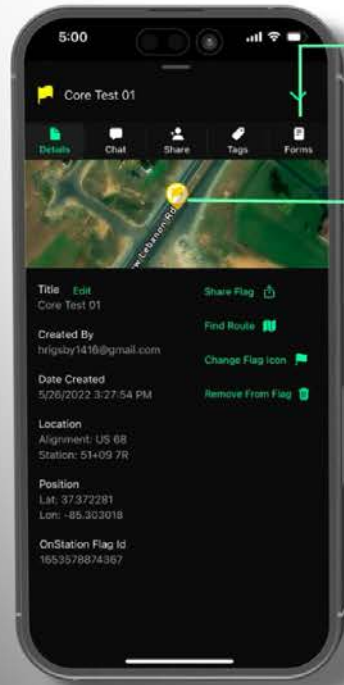 5:00
Core Test 01
Details Chat Share Tags Forms
w Lebanon Rd
Title Edit
Core Test 01
Share Flag
Find Route
Created By
hrigsby1416@gmail.com
Change Flag Icon
Date Created
5/26/2022 3:27:54 PM
Remove From Flag
Location
Alignment: US 68
Station: 51+09.7R
Position
Lat: 37.372281
Lon: -85.303018
OnStation Flag Id
1653578874367